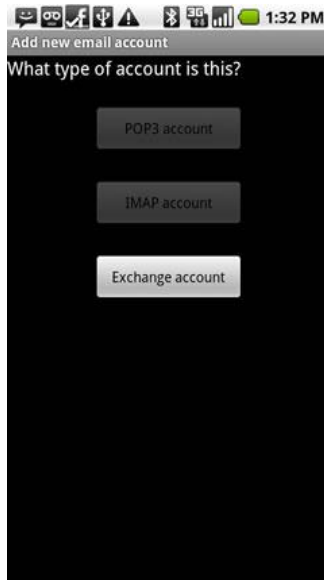 3G
1:32 PM
Add new email account
What type of account is this?
POP3 account
IMAP account
Exchange account